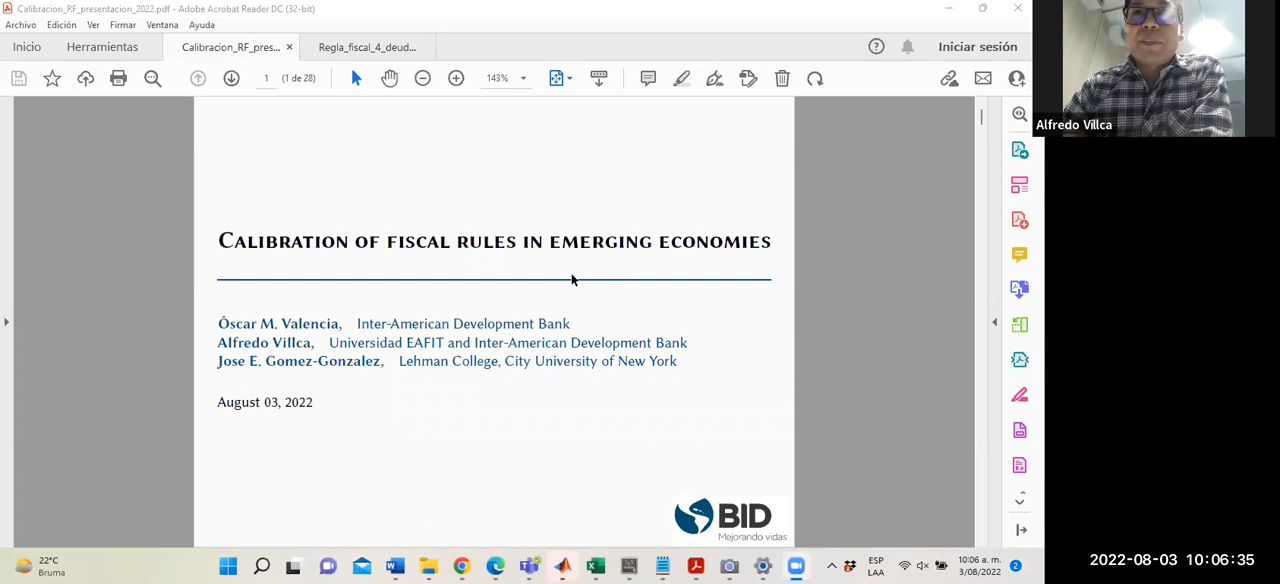 Calibracion_RF_presentacion_2022.pdf - Adobe Acrobat Reader DC (32-bit)
Archivo Edición Ver Firmar Ventana Ayuda
Inicio Herramientas Calibracion_RF_pres... × Regla_fiscal_4_deud... Iniciar sesión
1 (1 de 28) 143%
Alfredo Villca
CALIBRATION OF FISCAL RULES IN EMERGING ECONOMIES
Óscar M. Valencia, Inter-American Development Bank
Alfredo Villca, Universidad EAFIT and Inter-American Development Bank
Jose E. Gomez-Gonzalez, Lehman College, City University of New York
August 03, 2022
BID
Mejorando vidas
22°C
Bruma
ESP
LAA
10:06 a. m.
3/08/2022
2
2022-08-03 10:06:35